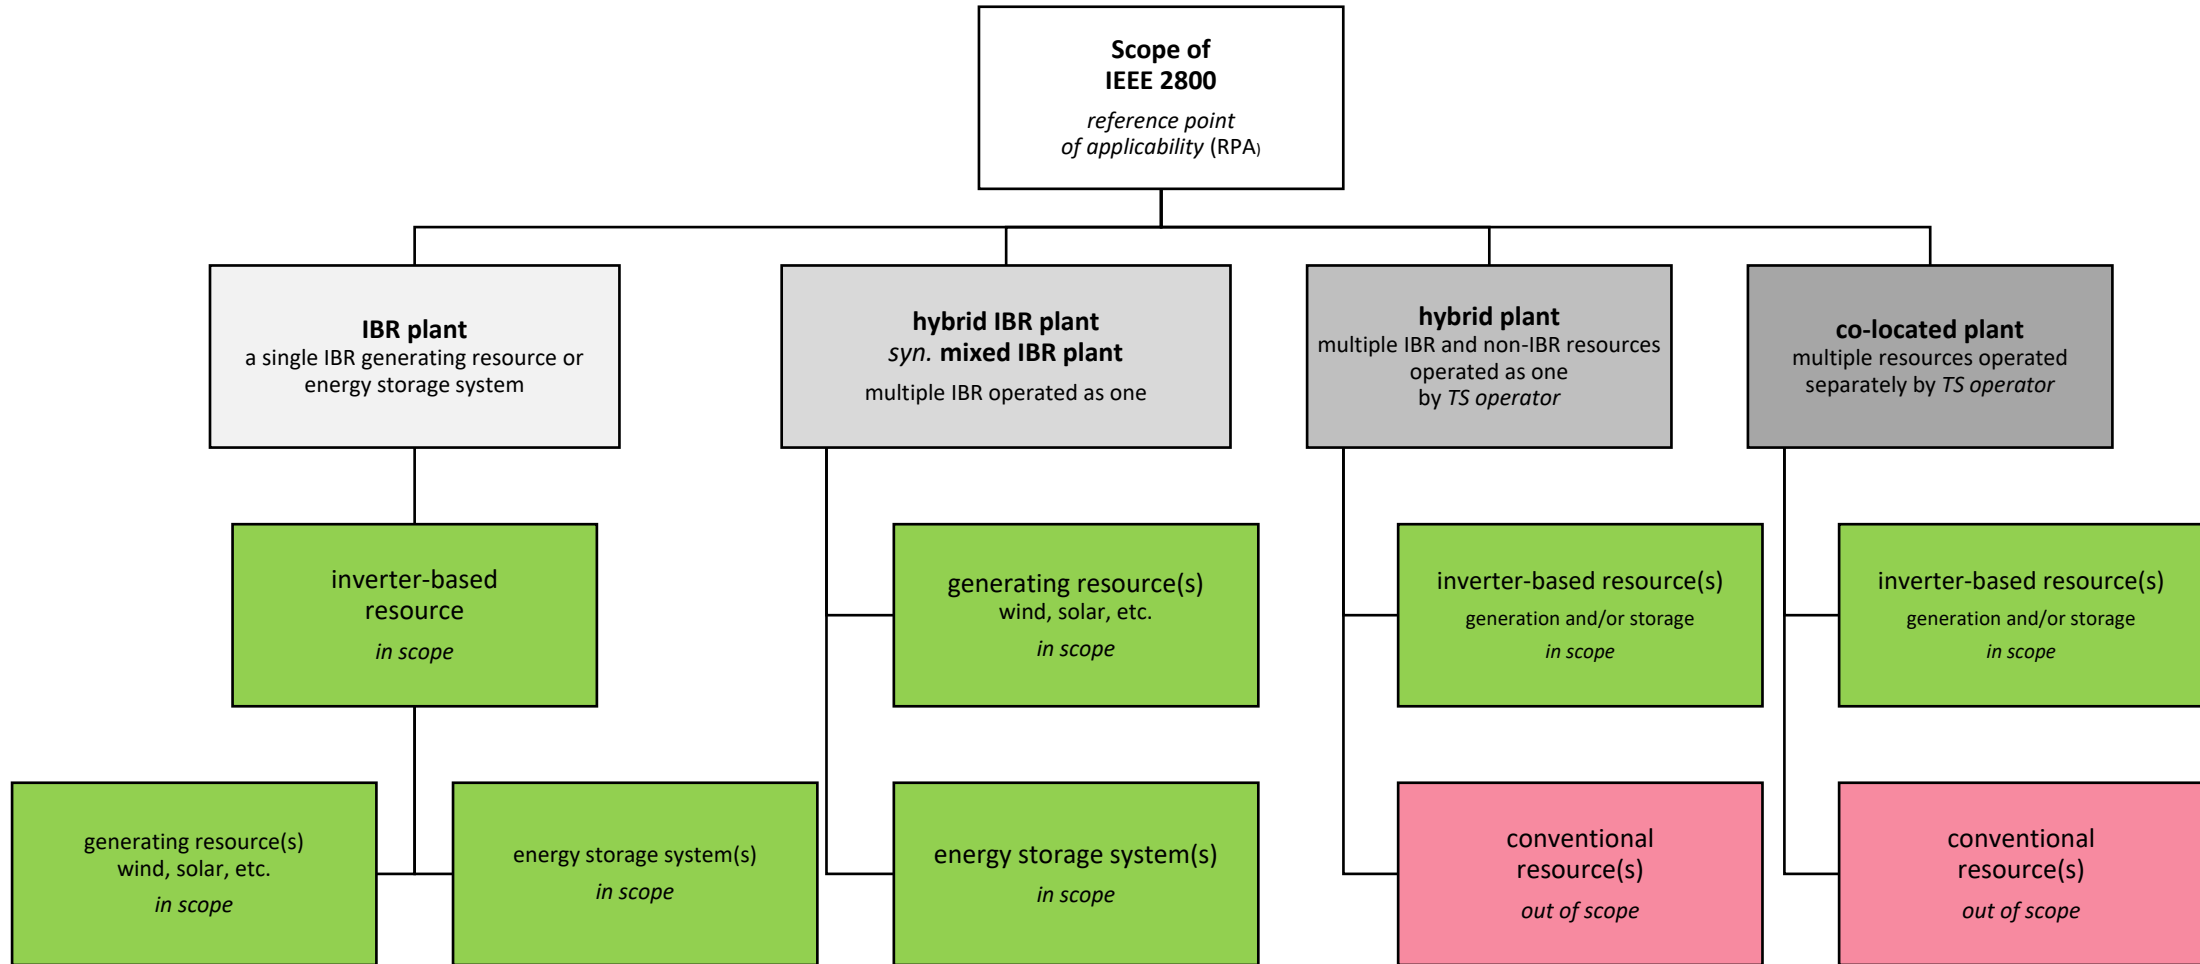 Scope of
IEEE 2800
reference point
of applicability (RPA)
IBR plant
a single IBR generating resource or
energy storage system
hybrid IBR plant
syn. mixed IBR plant
multiple IBR operated as one
hybrid plant
multiple IBR and non-IBR resources
operated as one
by TS operator
co-located plant
multiple resources operated
separately by TS operator
inverter-based
resource
in scope
generating resource(s)
wind, solar, etc.
in scope
inverter-based resource(s)
generation and/or storage
in scope
inverter-based resource(s)
generation and/or storage
in scope
generating resource(s)
wind, solar, etc.
in scope
energy storage system(s)
in scope
energy storage system(s)
in scope
conventional
resource(s)
out of scope
conventional
resource(s)
out of scope